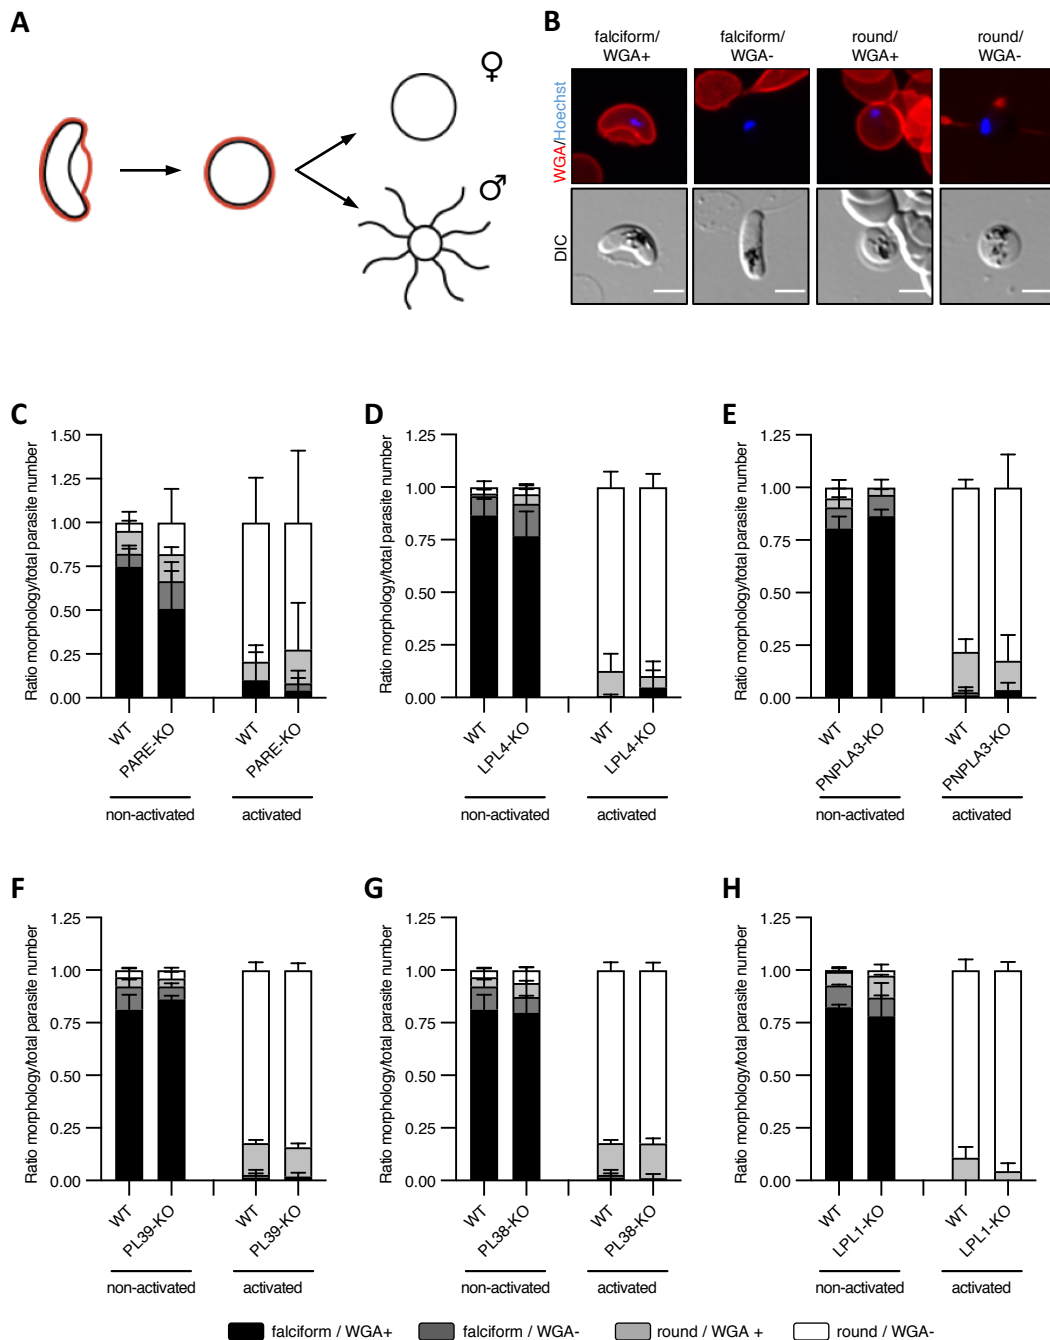 A
♀
♂
B
falciform/ WGA+
falciform/ WGA-
round/ WGA+
round/ WGA-
WGA/Hoechst
DIC
C
Ratio morphology/total parasite number
1.50
1.25
1.00
0.75
0.50
0.25
0.00
WT
PARE-KO
WT
PARE-KO
non-activated
activated
D
Ratio morphology/total parasite number
1.25
1.00
0.75
0.50
0.25
0.00
WT
LPL4-KO
WT
LPL4-KO
non-activated
activated
E
Ratio morphology/total parasite number
1.25
1.00
0.75
0.50
0.25
0.00
WT
PNPLA3-KO
WT
PNPLA3-KO
non-activated
activated
F
Ratio morphology/total parasite number
1.25
1.00
0.75
0.50
0.25
0.00
WT
PL39-KO
WT
PL39-KO
non-activated
activated
G
Ratio morphology/total parasite number
1.25
1.00
0.75
0.50
0.25
0.00
WT
PL38-KO
WT
PL38-KO
non-activated
activated
H
Ratio morphology/total parasite number
1.25
1.00
0.75
0.50
0.25
0.00
WT
LPL1-KO
WT
LPL1-KO
non-activated
activated
falciform / WGA+
falciform / WGA-
round / WGA +
round / WGA-